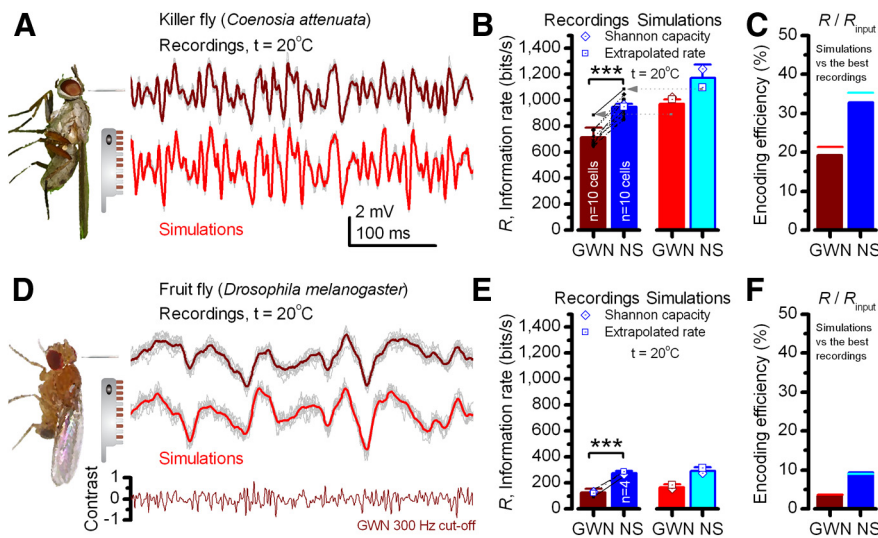 A
Killer fly (Coenosia attenuata)
Recordings, t = 20°C
Simulations
2 mV
100 ms
B
Recordings Simulations
Shannon capacity
Extrapolated rate
t = 20°C
***
R, Information rate (bits/s)
1,400
1,200
1,000
800
600
400
200
0
n=10 cells
n=10 cells
GWN NS GWN NS
C
R / Rinput
Simulations
vs the best
recordings
Encoding efficiency (%)
50
40
30
20
10
0
GWN NS
D
Fruit fly (Drosophila melanogaster)
Recordings, t = 20°C
Simulations
Contrast
1
0
-1
GWN 300 Hz cut-off
E
Recordings Simulations
Shannon capacity
Extrapolated rate
t = 20°C
***
R, Information rate (bits/s)
1,400
1,200
1,000
800
600
400
200
0
n=4
GWN NS GWN NS
F
R / Rinput
Simulations
vs the best
recordings
Encoding efficiency (%)
50
40
30
20
10
0
GWN NS